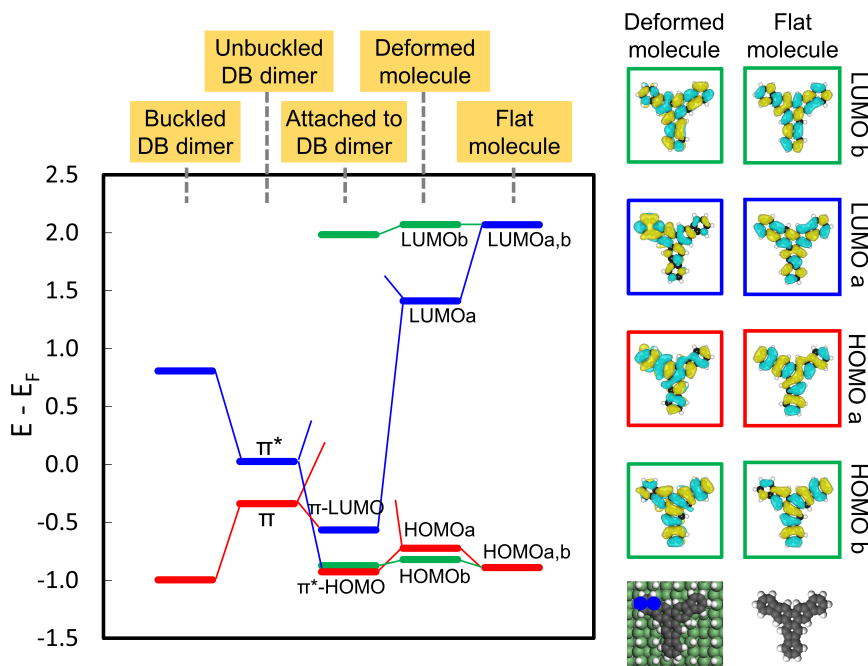 Unbuckled
DB dimer
Deformed
molecule
Buckled
DB dimer
Attached to
DB dimer
Flat
molecule
Deformed
molecule
Flat
molecule
E - E_F
2.5
2.0
1.5
1.0
0.5
0.0
-0.5
-1.0
-1.5
LUMOb
LUMOa,b
LUMOa
π*
π
π-LUMO
HOMOa
HOMOa,b
HOMOb
π*-HOMO
LUMO b
LUMO a
HOMO a
HOMO b